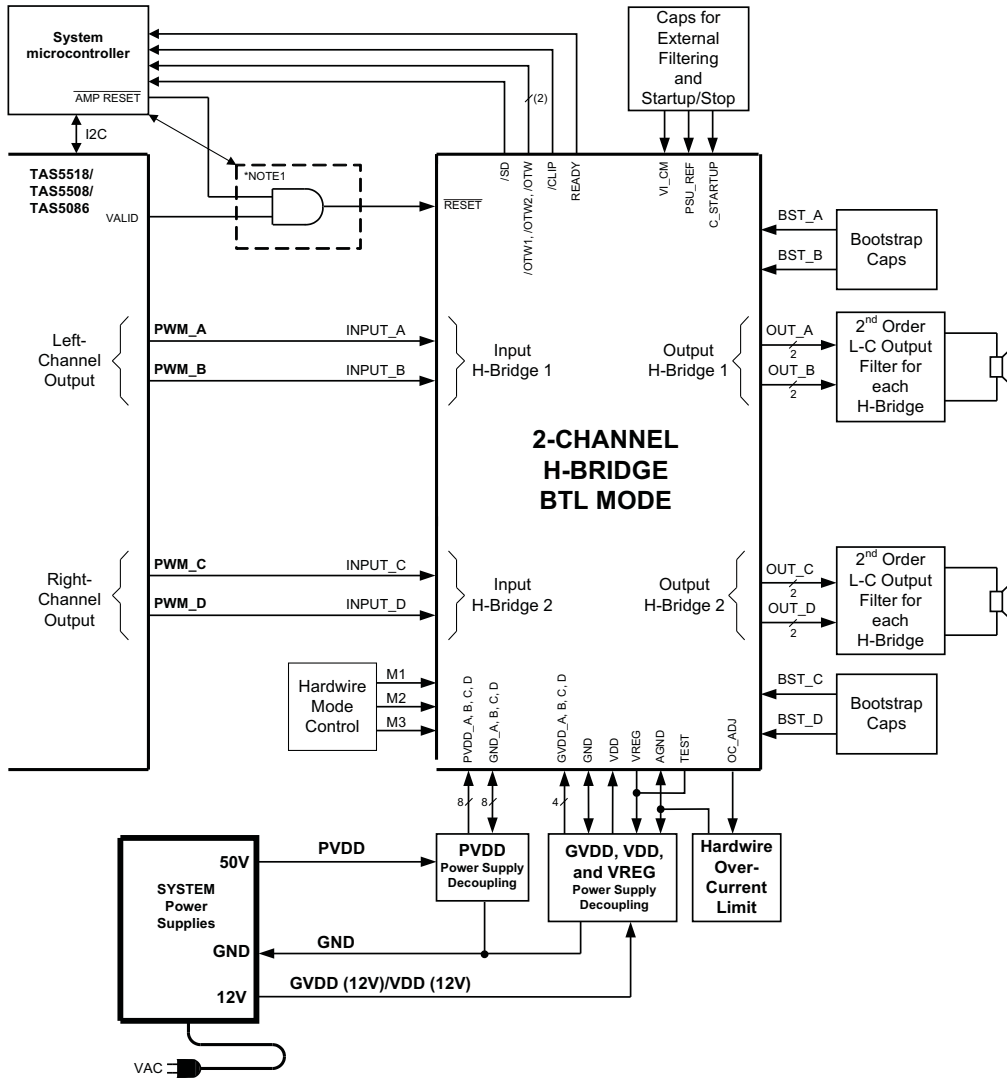 System
microcontroller
AMP RESET
I2C
TAS5518/
TAS5508/
TAS5086
VALID
*NOTE1
(2)
Caps for
External
Filtering
and
Startup/Stop
/SD
/OTW1, /OTW2, /OTW
/CLIP
READY
VI_CM
PSU_REF
C_STARTUP
RESET
BST_A
BST_B
Bootstrap
Caps
Left-
Channel
Output
PWM_A
INPUT_A
PWM_B
INPUT_B
Input
H-Bridge 1
Output
H-Bridge 1
OUT_A
2
OUT_B
2
2nd Order
L-C Output
Filter for
each
H-Bridge
2-CHANNEL
H-BRIDGE
BTL MODE
Right-
Channel
Output
PWM_C
INPUT_C
PWM_D
INPUT_D
Input
H-Bridge 2
Output
H-Bridge 2
OUT_C
2
OUT_D
2
2nd Order
L-C Output
Filter for
each
H-Bridge
Hardwire
Mode
Control
M1
M2
M3
BST_C
BST_D
Bootstrap
Caps
PVDD_A, B, C, D
GND_A, B, C, D
GVDD_A, B, C, D
GND
VDD
VREG
AGND
TEST
OC_ADJ
8
8
4
SYSTEM
Power
Supplies
50V
GND
12V
PVDD
PVDD
Power Supply
Decoupling
GVDD, VDD,
and VREG
Power Supply
Decoupling
Hardwire
Over-
Current
Limit
GND
GVDD (12V)/VDD (12V)
VAC